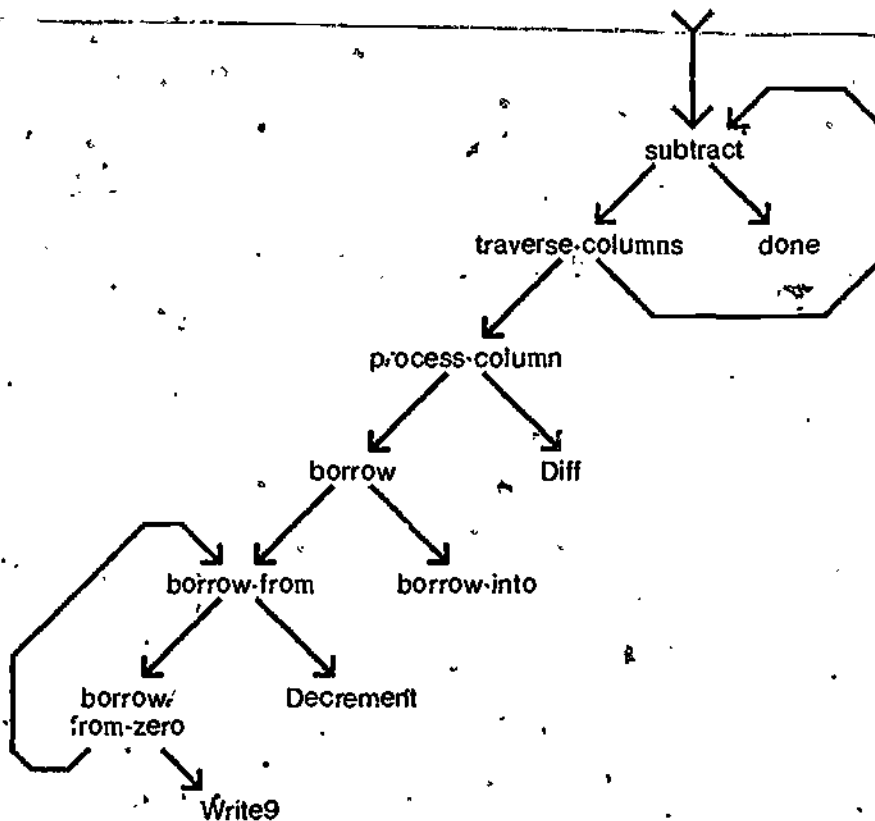 subtract
traverse-columns
done
process-column
borrow
Diff
borrow-from
borrow-into
borrow-
from-zero
Decrement
Write9